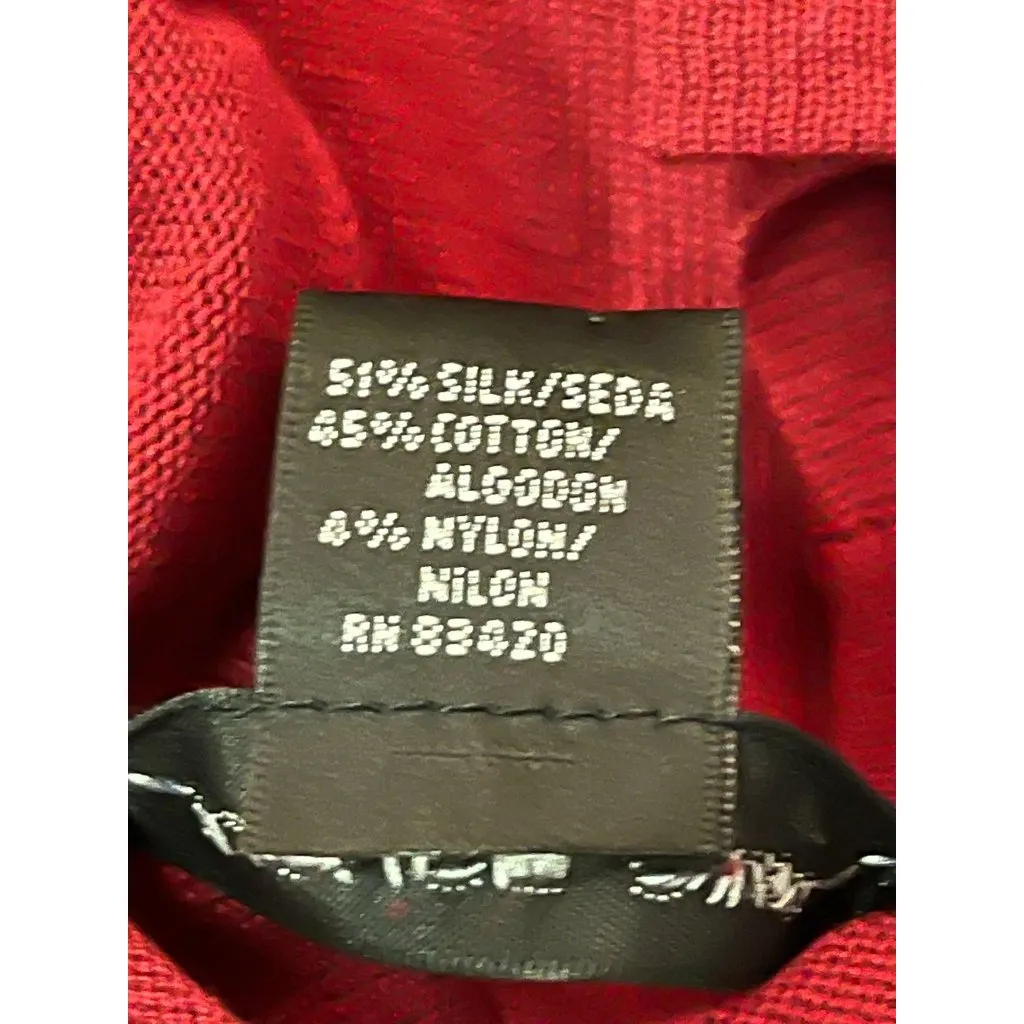 51% SILK/SEDA
45% COTTON/
ALGODON
4% NYLON/
NILON
RN 83420